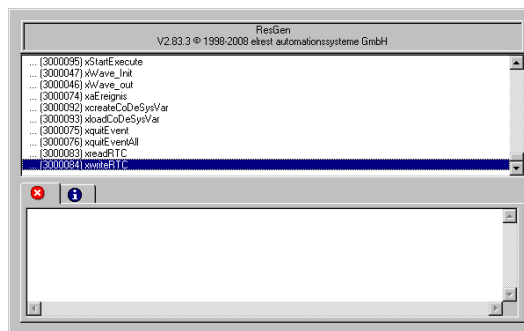 ResGen
V2.83.3 © 1998-2008 elrest automationssysteme GmbH
... (3000095) xStartExecute
... (3000047) xWave_Init
... (3000046) xWave_out
... (3000074) xaEreignis
... (3000092) xcreateCoDeSysVar
... (3000093) xloadCoDeSysVar
... (3000075) xquitEvent
... (3000076) xquitEventAll
... (3000083) xreadRTC
... (3000084) xwriteRTC